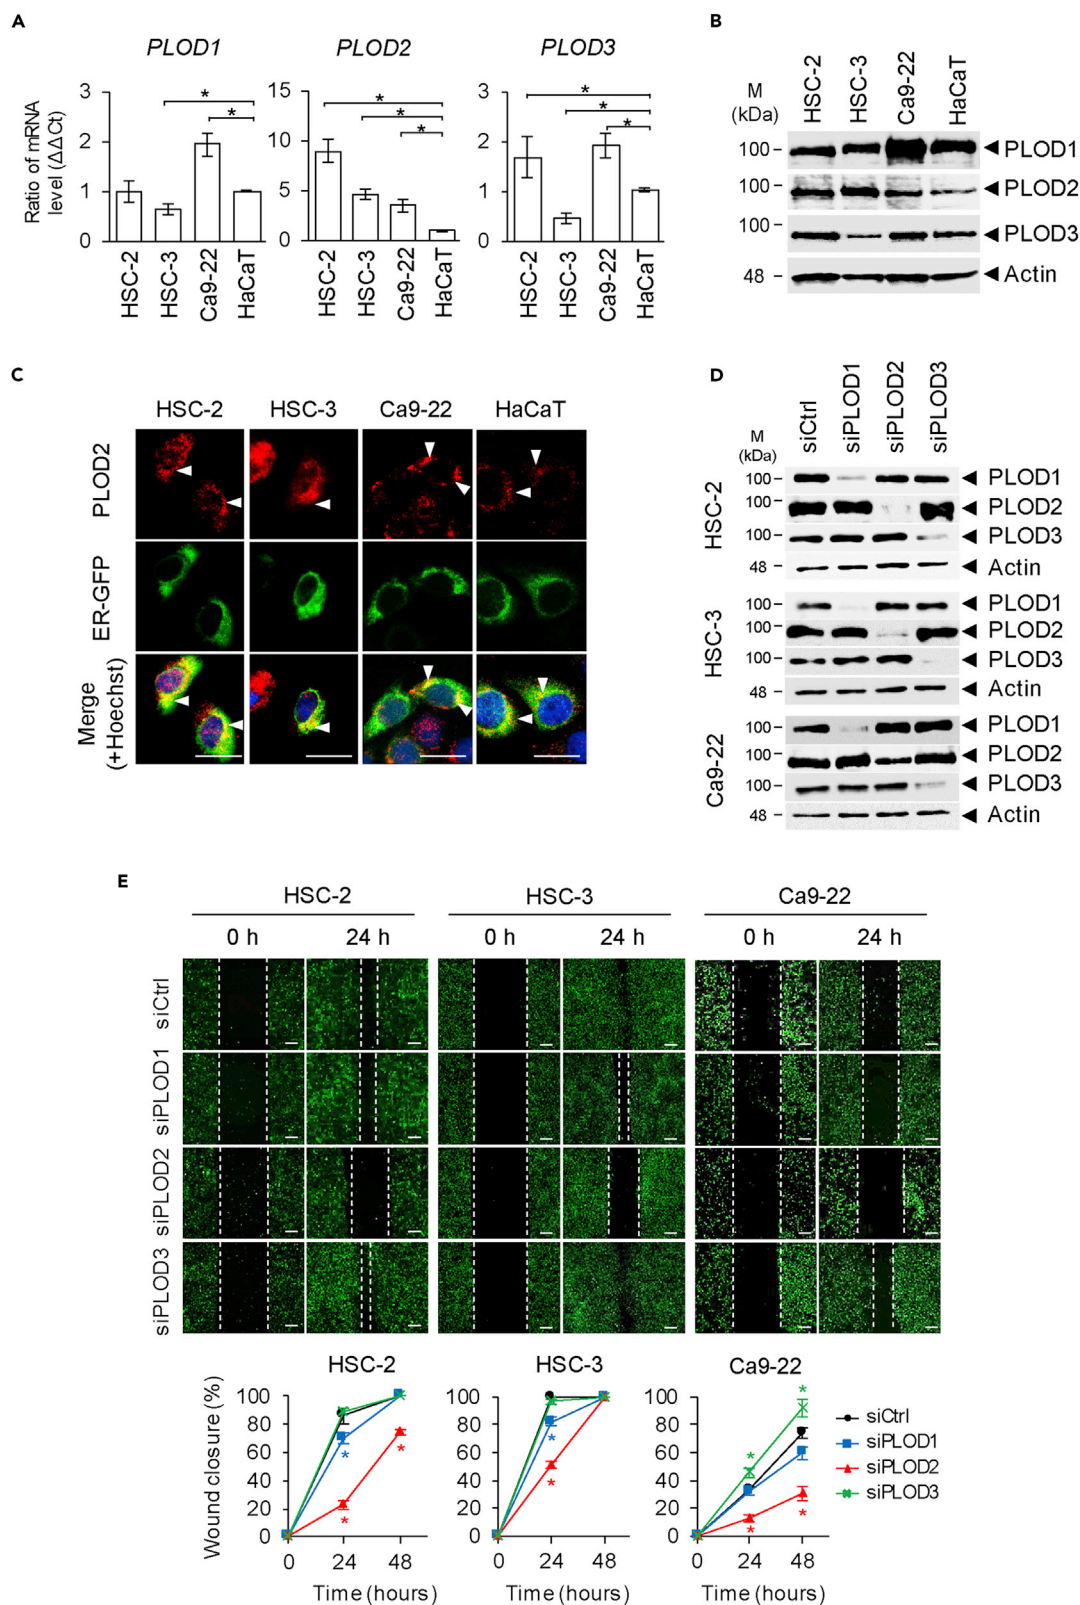 A
PLOD1
PLOD2
PLOD3
Ratio of mRNA
level (ΔΔCt)
3
2
1
0
*
*
HSC-2
HSC-3
Ca9-22
HaCaT
15
10
5
0
*
*
*
HSC-2
HSC-3
Ca9-22
HaCaT
3
2
1
0
*
*
*
HSC-2
HSC-3
Ca9-22
HaCaT
B
M
(kDa)
HSC-2
HSC-3
Ca9-22
HaCaT
100
PLOD1
100
PLOD2
100
PLOD3
48
Actin
C
HSC-2
HSC-3
Ca9-22
HaCaT
PLOD2
ER-GFP
Merge
(+Hoechst)
D
M
(kDa)
siCtrl
siPLOD1
siPLOD2
siPLOD3
HSC-2
100
PLOD1
100
PLOD2
100
PLOD3
48
Actin
HSC-3
100
PLOD1
100
PLOD2
100
PLOD3
48
Actin
Ca9-22
100
PLOD1
100
PLOD2
100
PLOD3
48
Actin
E
HSC-2
HSC-3
Ca9-22
0 h
24 h
0 h
24 h
0 h
24 h
siCtrl
siPLOD1
siPLOD2
siPLOD3
Wound closure (%)
HSC-2
100
80
60
40
20
0
*
*
*
0
24
48
Time (hours)
HSC-3
100
80
60
40
20
0
*
*
0
24
48
Time (hours)
Ca9-22
100
80
60
40
20
0
*
*
*
*
0
24
48
Time (hours)
siCtrl
siPLOD1
siPLOD2
siPLOD3